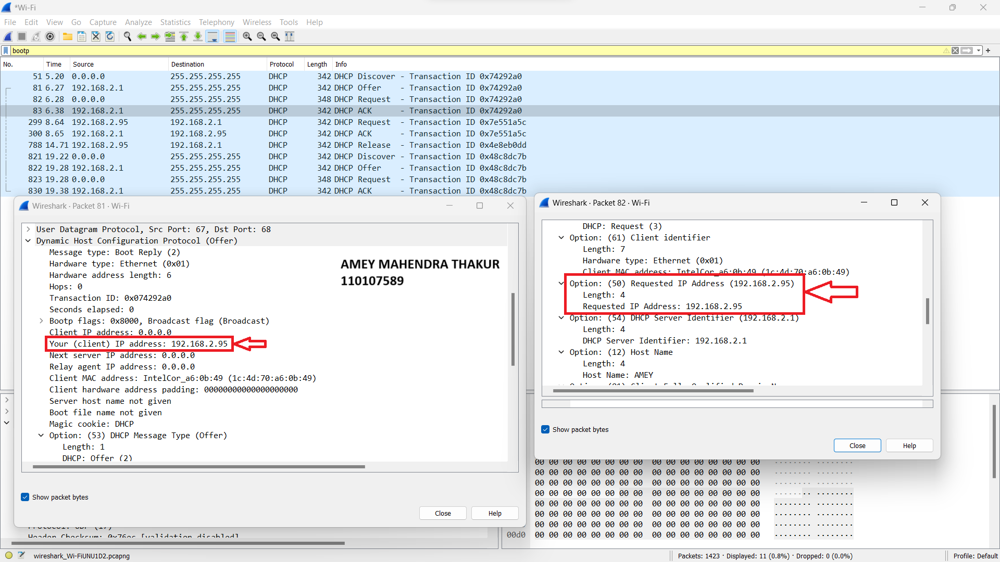 *Wi-Fi
File Edit View Go Capture Analyze Statistics Telephony Wireless Tools Help
bootp
No. Time Source Destination Protocol Length Info
51 5.20 0.0.0.0 255.255.255.255 DHCP 342 DHCP Discover - Transaction ID 0x74292a0
81 6.27 192.168.2.1 255.255.255.255 DHCP 342 DHCP Offer - Transaction ID 0x74292a0
82 6.28 0.0.0.0 255.255.255.255 DHCP 348 DHCP Request - Transaction ID 0x74292a0
83 6.38 192.168.2.1 255.255.255.255 DHCP 342 DHCP ACK - Transaction ID 0x74292a0
299 8.64 192.168.2.95 192.168.2.1 DHCP 342 DHCP Request - Transaction ID 0x7e551a5c
300 8.65 192.168.2.1 192.168.2.95 DHCP 342 DHCP ACK - Transaction ID 0x7e551a5c
788 14.71 192.168.2.95 192.168.2.1 DHCP 342 DHCP Release - Transaction ID 0x4e8eb0dd
821 19.22 0.0.0.0 255.255.255.255 DHCP 342 DHCP Discover - Transaction ID 0x48c8dc7b
822 19.28 192.168.2.1 255.255.255.255 DHCP 342 DHCP Offer - Transaction ID 0x48c8dc7b
823 19.28 0.0.0.0 255.255.255.255 DHCP 348 DHCP Request - Transaction ID 0x48c8dc7b
830 19.38 192.168.2.1 255.255.255.255 DHCP 342 DHCP ACK - Transaction ID 0x48c8dc7b
Wireshark · Packet 81 · Wi-Fi
User Datagram Protocol, Src Port: 67, Dst Port: 68
Dynamic Host Configuration Protocol (Offer)
Message type: Boot Reply (2)
Hardware type: Ethernet (0x01)
Hardware address length: 6
Hops: 0
Transaction ID: 0x074292a0
Seconds elapsed: 0
Bootp flags: 0x8000, Broadcast flag (Broadcast)
Client IP address: 0.0.0.0
Your (client) IP address: 192.168.2.95
Next server IP address: 0.0.0.0
Relay agent IP address: 0.0.0.0
Client MAC address: IntelCor_a6:0b:49 (1c:4d:70:a6:0b:49)
Client hardware address padding: 00000000000000000000
Server host name not given
Boot file name not given
Magic cookie: DHCP
Option: (53) DHCP Message Type (Offer)
Length: 1
DHCP: Offer (2)
AMEY MAHENDRA THAKUR
110107589
Show packet bytes
Close Help
Wireshark · Packet 82 · Wi-Fi
DHCP: Request (3)
Option: (61) Client identifier
Length: 7
Hardware type: Ethernet (0x01)
Client MAC address: IntelCor_a6:0b:49 (1c:4d:70:a6:0b:49)
Option: (50) Requested IP Address (192.168.2.95)
Length: 4
Requested IP Address: 192.168.2.95
Option: (54) DHCP Server Identifier (192.168.2.1)
Length: 4
DHCP Server Identifier: 192.168.2.1
Option: (12) Host Name
Length: 4
Host Name: AMEY
Show packet bytes
Close Help
00 00 00 00 00 00 00 00 00 00 00 00 00 00 00 00 ........ ........
00 00 00 00 00 00 00 00 00 00 00 00 00 00 00 00 ........ ........
00 00 00 00 00 00 00 00 00 00 00 00 00 00 00 00 ........ ........
00 00 00 00 00 00 00 00 00 00 00 00 00 00 00 00 ........ ........
00 00 00 00 00 00 00 00 00 00 00 00 00 00 00 00 ........ ........
00 00 00 00 00 00 00 00 00 00 00 00 00 00 00 00 ........ ........
00 00 00 00 00 00 00 00 00 00 00 00 00 00 00 00 ........ ........
00d0 00 00 00 00 00 00 00 00 00 00 00 00 00 00 00 00 ........ ........
Header Checksum: 0x76ec [validation disabled]
wireshark_Wi-FiUNU1D2.pcapng
Packets: 1423 · Displayed: 11 (0.8%) · Dropped: 0 (0.0%)
Profile: Default